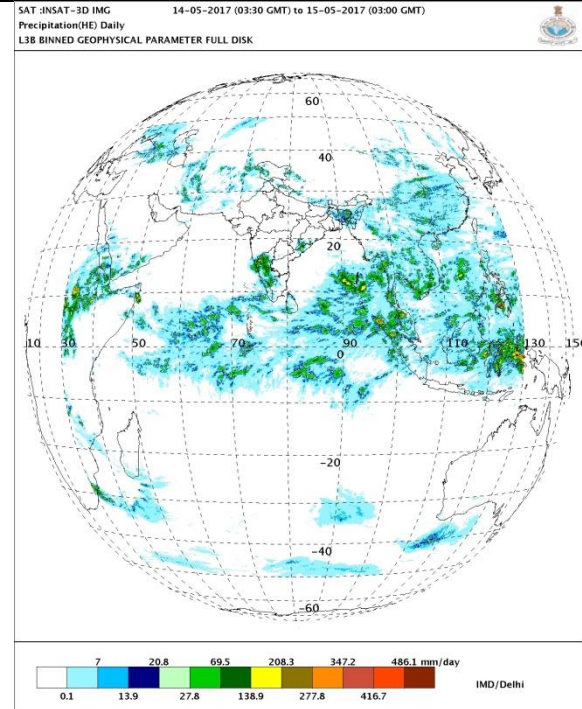 SAT :INSAT-3D IMG 14-05-2017 (03:30 GMT) to 15-05-2017 (03:00 GMT)
Precipitation(HE) Daily
L3B BINNED GEOPHYSICAL PARAMETER FULL DISK
60
40
20
10 30 40 50 70 90 0 110 130 150
-20
-40
-60
7 20.8 69.5 208.3 347.2 486.1 mm/day
0.1 13.9 27.8 138.9 277.8 416.7
IMD/Delhi